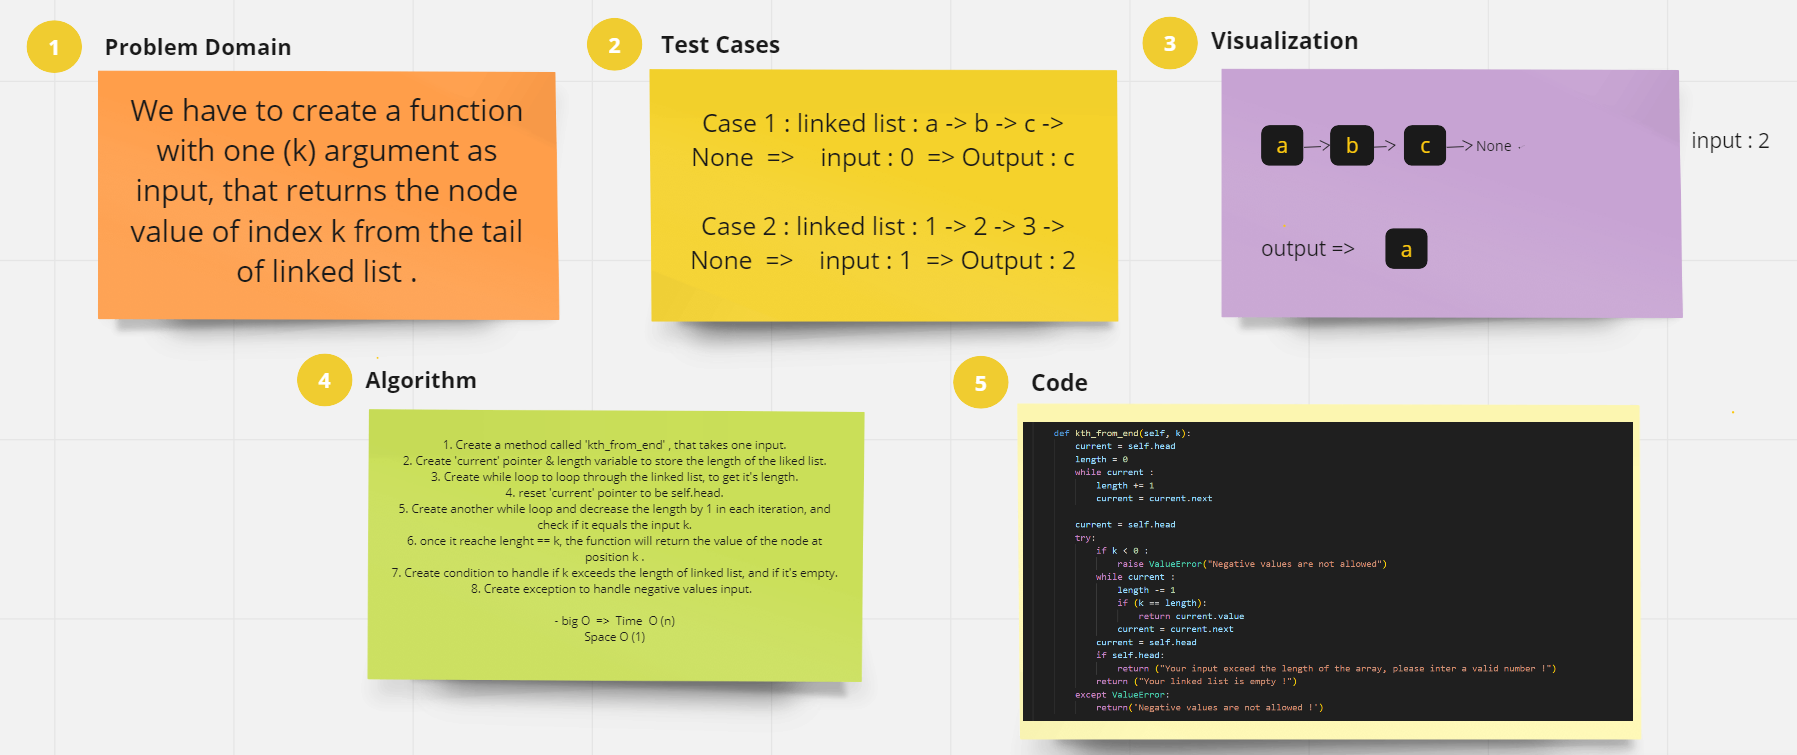 1
Problem Domain
We have to create a function
with one (k) argument as
input, that returns the node
value of index k from the tail
of linked list .
2
Test Cases
Case 1 : linked list : a -> b -> c ->
None => input : 0 => Output : c
Case 2 : linked list : 1 -> 2 -> 3 ->
None => input : 1 => Output : 2
3
Visualization
a b c None
input : 2
output => a
4
Algorithm
1. Create a method called 'kth_from_end' , that takes one input.
2. Create 'current' pointer & length variable to store the length of the liked list.
3. Create while loop to loop through the linked list, to get it's length.
4. reset 'current' pointer to be self.head.
5. Create another while loop and decrease the length by 1 in each iteration, and
check if it equals the input k.
6. once it reache lenght == k, the function will return the value of the node at
position k .
7. Create condition to handle if k exceeds the length of linked list, and if it's empty.
8. Create exception to handle negative values input.
- big O => Time O (n)
Space O (1)
5
Code
def kth_from_end(self, k):
current = self.head
length = 0
while current :
length += 1
current = current.next
current = self.head
try:
if k < 0 :
raise ValueError("Negative values are not allowed")
while current :
length -= 1
if (k == length):
return current.value
current = current.next
current = self.head
if self.head:
return ("Your input exceed the length of the array, please inter a valid number !")
return ("Your linked list is empty !")
except ValueError:
return('Negative values are not allowed !')